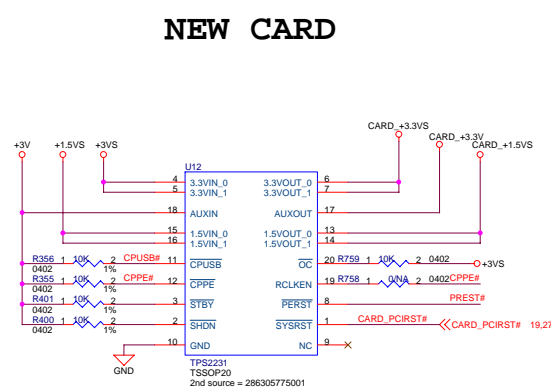 NEW CARD
CARD_+3.3VS
CARD_+3.3V
CARD_+1.5VS
+3V
+1.5VS
+3VS
U12
4 3.3VIN_0 3.3VOUT_0 6
5 3.3VIN_1 3.3VOUT_1 7
18 AUXIN AUXOUT 17
15 1.5VIN_0 1.5VOUT_0 13
16 1.5VIN_1 1.5VOUT_1 14
R356 1 10K 2 CPUSB# 11 CPUSB OC 20 R759 1 10K 2 0402 +3VS
0402 1%
R355 1 10K 2 CPPE# 12 CPPE RCLKEN 19 R758 1 0/NA 2 0402 CPPE#
0402 1%
R401 1 10K 2 3 STBY PERST 8 PREST#
0402 1%
R400 1 10K 2 2 SHDN SYSRST 1 CARD_PCIRST# CARD_PCIRST# 19,27
0402 1%
10 GND NC 9
GND
TPS2231
TSSOP20
2nd source = 286305775001